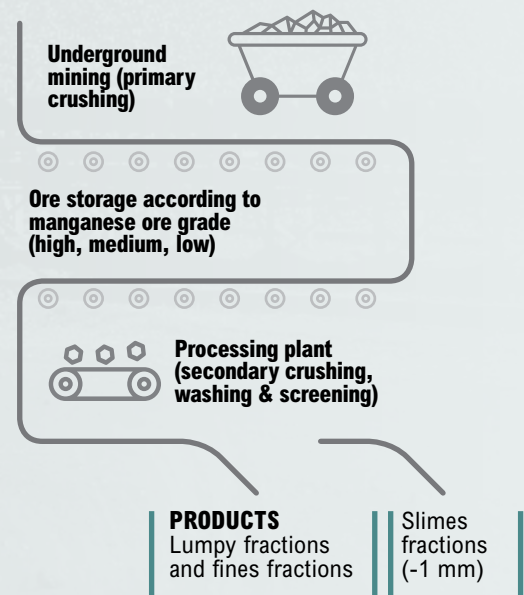 Underground
mining (primary
crushing)
Ore storage according to
manganese ore grade
(high, medium, low)
Processing plant
(secondary crushing,
washing & screening)
PRODUCTS
Lumpy fractions
and fines fractions
Slimes
fractions
(-1 mm)